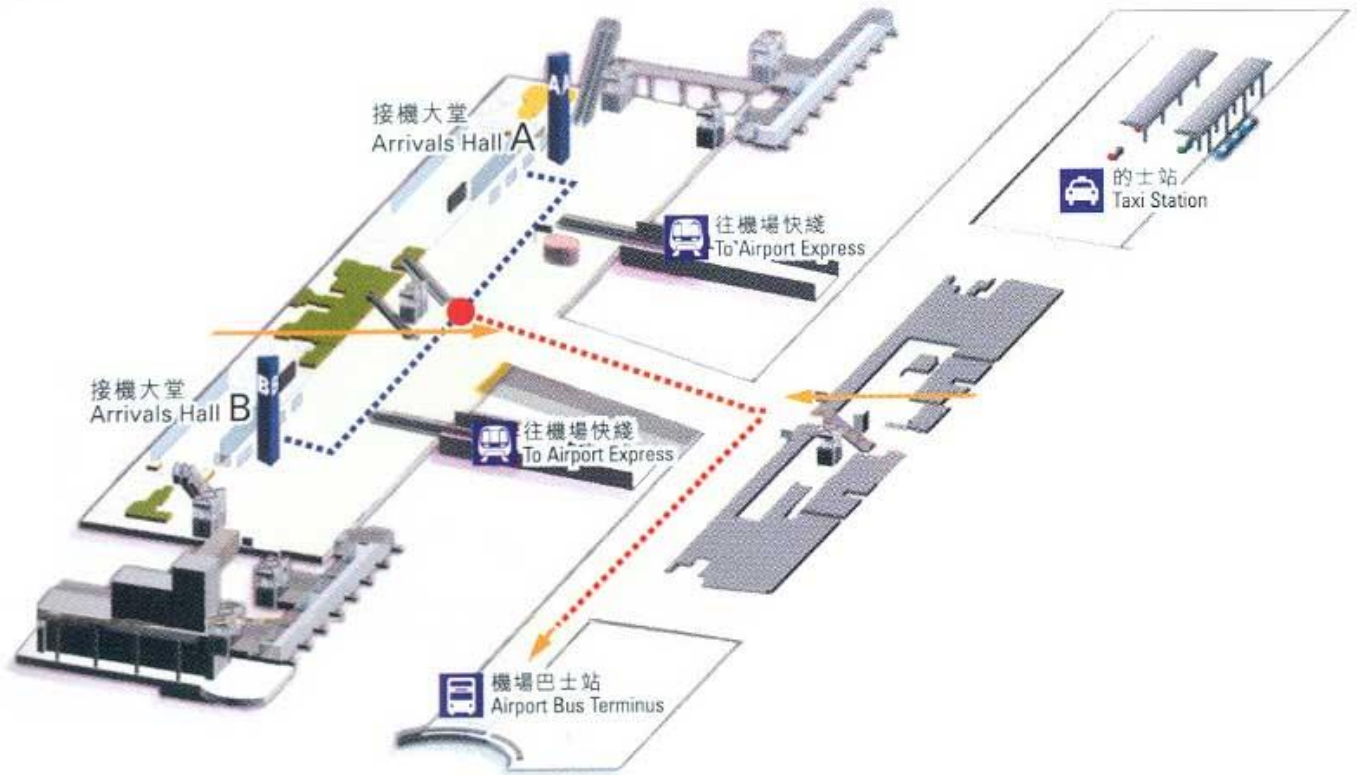 接機大堂
Arrivals Hall A
AA
的士站
Taxi Station
往機場快綫
To Airport Express
接機大堂
Arrivals Hall B
B
往機場快綫
To Airport Express
機場巴士站
Airport Bus Terminus